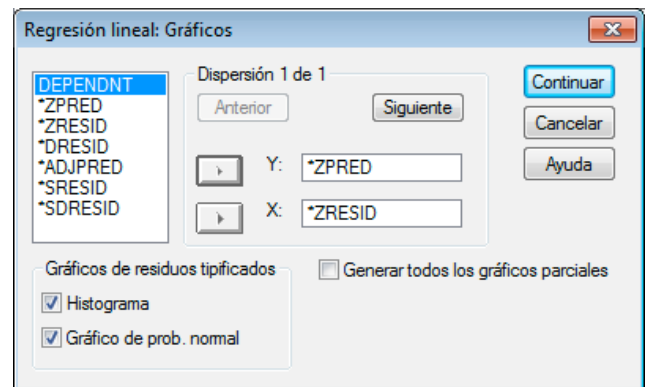 Regresión lineal: Gráficos
DEPENDNT
*ZPRED
*ZRESID
*DRESID
*ADJPRED
*SRESID
*SDRESID
Dispersión 1 de 1
Anterior
Siguiente
Y: *ZPRED
X: *ZRESID
Continuar
Cancelar
Ayuda
Gráficos de residuos tipificados
Histograma
Gráfico de prob. normal
Generar todos los gráficos parciales